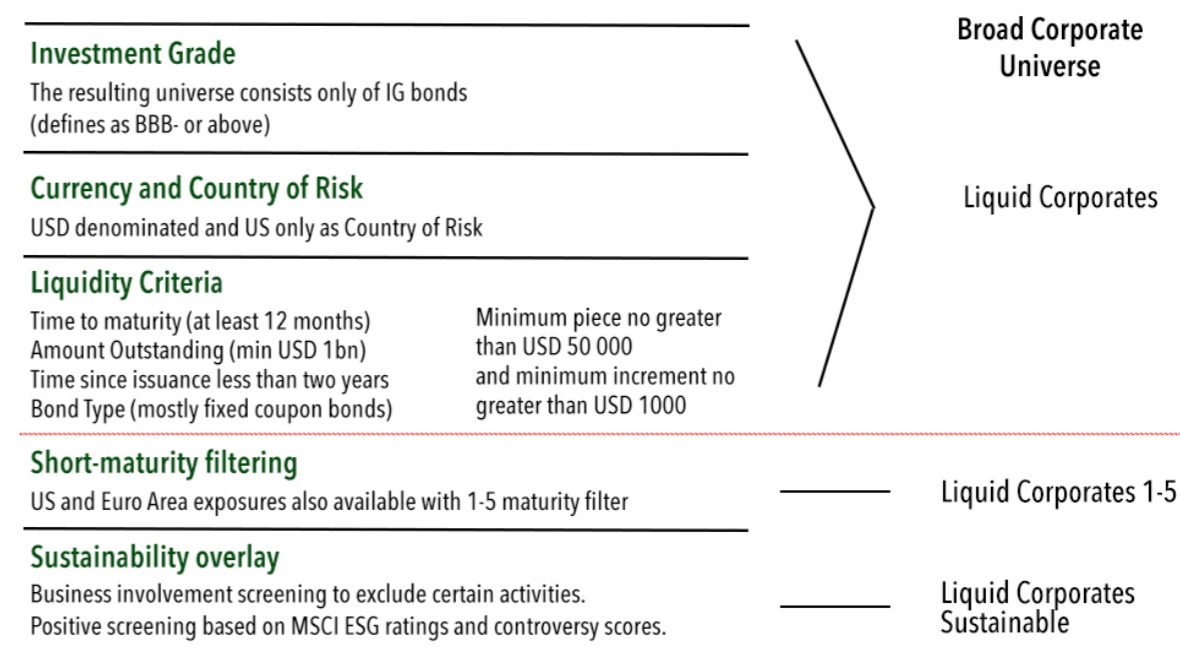 Broad Corporate
Universe
Investment Grade
The resulting universe consists only of IG bonds
(defines as BBB- or above)
Currency and Country of Risk
USD denominated and US only as Country of Risk
Liquid Corporates
Liquidity Criteria
Time to maturity (at least 12 months)
Amount Outstanding (min USD 1bn)
Time since issuance less than two years
Bond Type (mostly fixed coupon bonds)
Minimum piece no greater
than USD 50 000
and minimum increment no
greater than USD 1000
Short-maturity filtering
US and Euro Area exposures also available with 1-5 maturity filter
Liquid Corporates 1-5
Sustainability overlay
Business involvement screening to exclude certain activities.
Positive screening based on MSCI ESG ratings and controversy scores.
Liquid Corporates
Sustainable